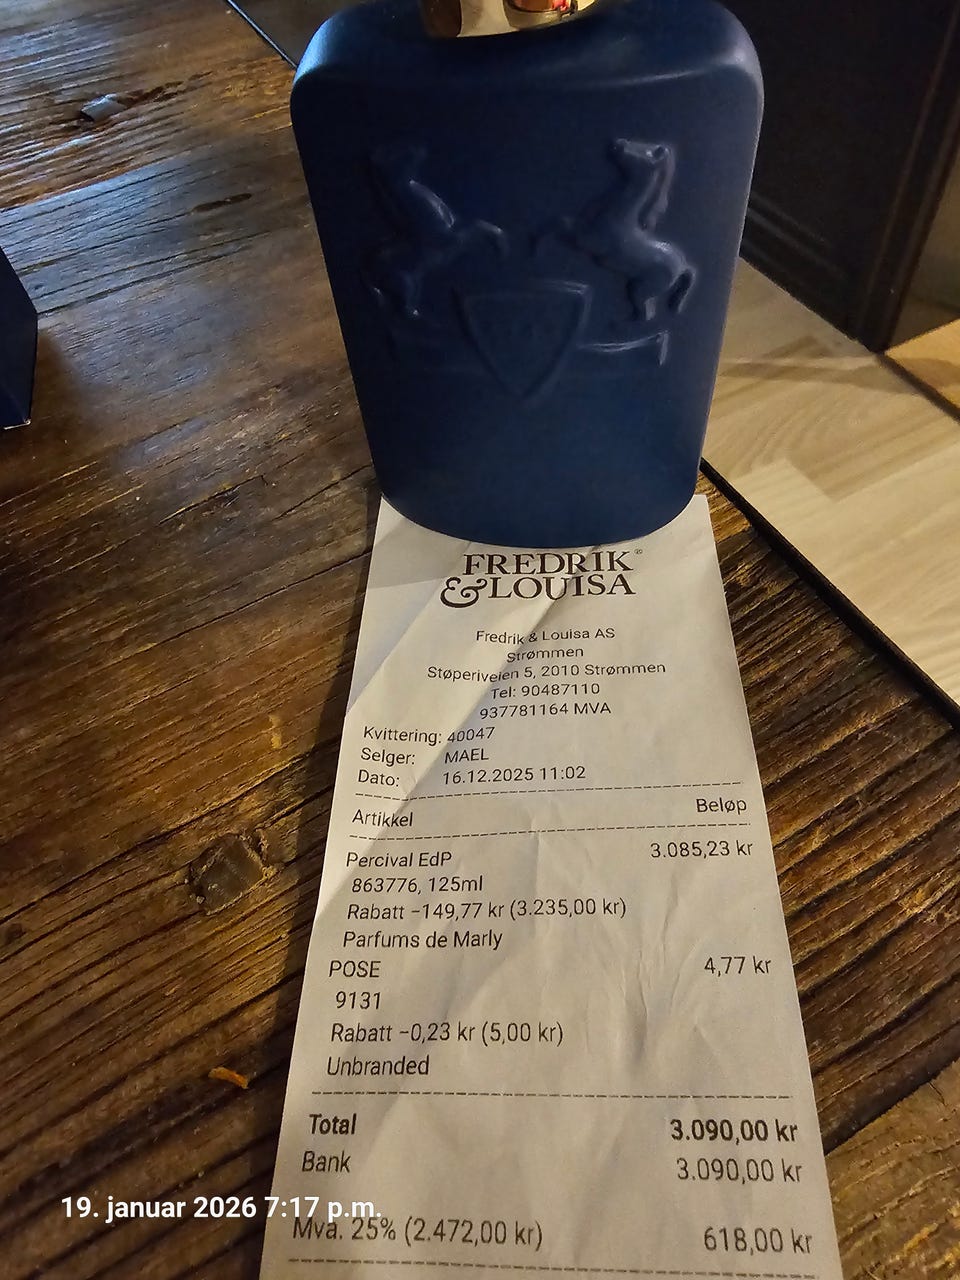 FREDRIK®
&LOUISA
Fredrik & Louisa AS
Strømmen
Støperiveien 5, 2010 Strømmen
Tel: 90487110
937781164 MVA
Kvittering: 40047
Selger: MAEL
Dato: 16.12.2025 11:02
Artikkel Beløp
Percival EdP 3.085,23 kr
863776, 125ml
Rabatt -149,77 kr (3.235,00 kr)
Parfums de Marly
POSE 4,77 kr
9131
Rabatt -0,23 kr (5,00 kr)
Unbranded
Total 3.090,00 kr
Bank 3.090,00 kr
19. januar 2026 7:17 p.m.
Mva. 25% (2.472,00 kr) 618,00 kr